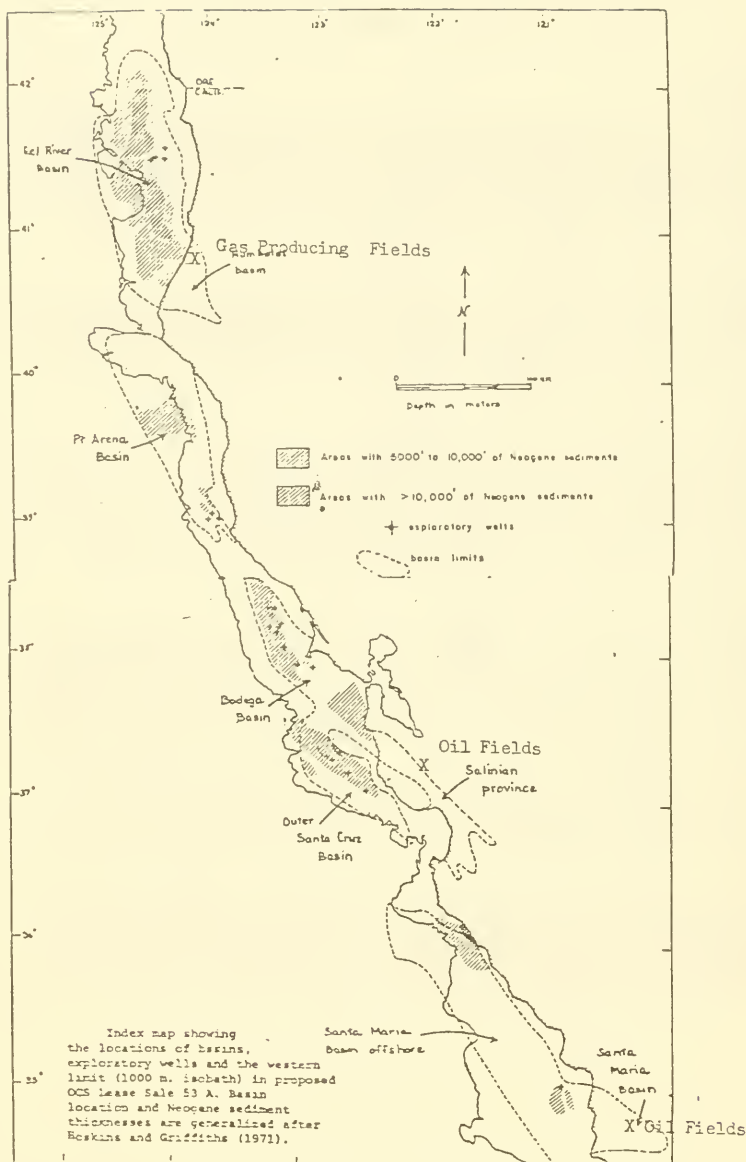 125° 124° 123° 122° 121°
42°
ORE
CALIF.
Eel River
Basin
41°
X Gas Producing Fields
Humboldt
basin
N
40°
0
Depth in meters
Pt Arena
Basin
Areas with 5000' to 10,000' of Neogene sediments
Areas with >10,000' of Neogene sediments
39°
exploratory wells
basin limits
Bodega
Basin
Oil Fields
X
Salinian
province
37°
Outer
Santa Cruz
Basin
36°
Index map showing
the locations of basins,
exploratory wells and the western
limit (1000 m. isobath) in proposed
OCS Lease Sale 53 A. Basin
location and Neogene sediment
thicknesses are generalized after
Hoskins and Griffiths (1971).
Santa Maria
Basin offshore
Santa
Maria
Basin
35°
X Oil Fields